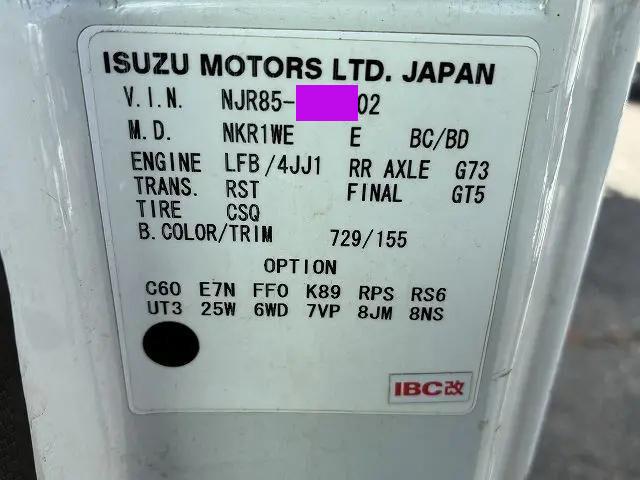 ISUZU MOTORS LTD. JAPAN
V.I.N. NJR85- 02
M.D. NKR1WE E BC/BD
ENGINE LFB/4JJ1 RR AXLE G73
TRANS. RST FINAL GT5
TIRE CSQ
B.COLOR/TRIM 729/155
OPTION
C60 E7N FF0 K89 RPS RS6
UT3 25W 6WD 7VP 8JM 8NS
IBC改